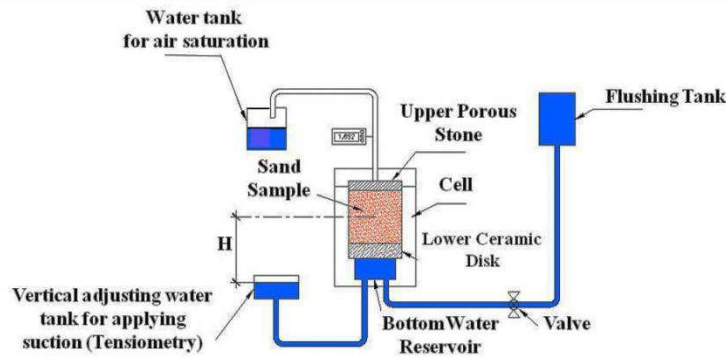 Water tank
for air saturation
Flushing Tank
Upper Porous
Stone
Sand
Sample
Cell
H
Lower Ceramic
Disk
Vertical adjusting water
tank for applying
suction (Tensiometry)
Bottom Water
Reservoir
Valve